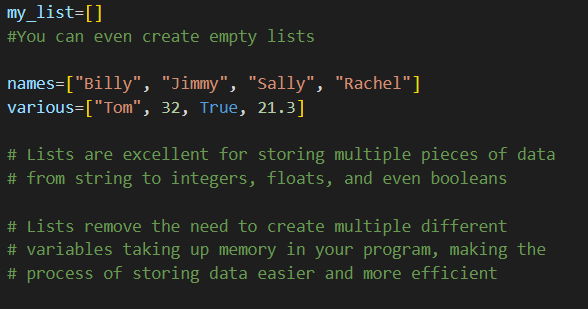 my_list=[]
#You can even create empty lists
names=["Billy", "Jimmy", "Sally", "Rachel"]
various=["Tom", 32, True, 21.3]
# Lists are excellent for storing multiple pieces of data
# from string to integers, floats, and even booleans
# Lists remove the need to create multiple different
# variables taking up memory in your program, making the
# process of storing data easier and more efficient